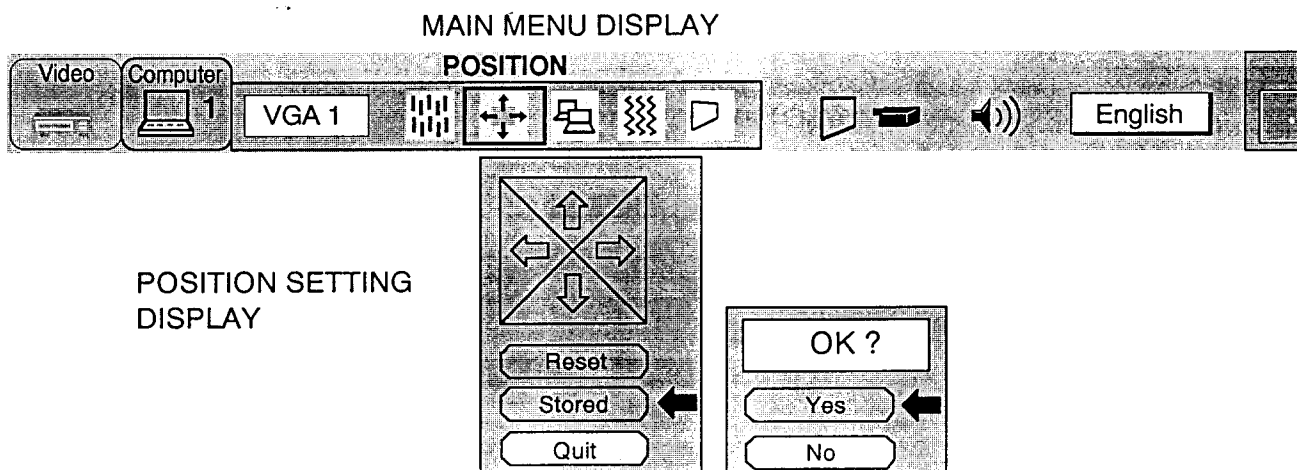 MAIN MENU DISPLAY
POSITION
Video
Computer
1
VGA 1
English
POSITION SETTING
DISPLAY
Reset
Stored
Quit
OK ?
Yes
No